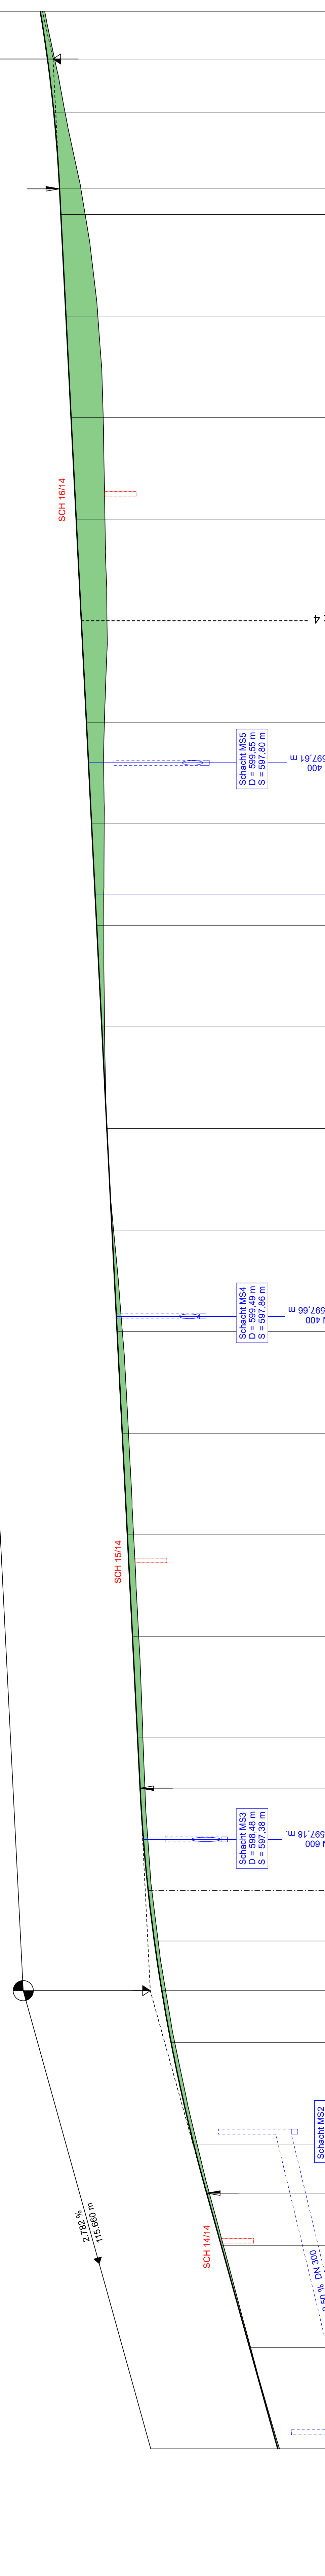 SCH 16/14
4
Schacht MS5
D = 599,55 m
S = 597,80 m
597,61 m
400
Schacht MS4
D = 599,49 m
S = 597,86 m
597,66 m
400
SCH 15/14
Schacht MS3
D = 598,48 m
S = 597,38 m
597,18 m.
600
Schacht MS2
2,782 %
115,660 m
SCH 14/14
DN 300